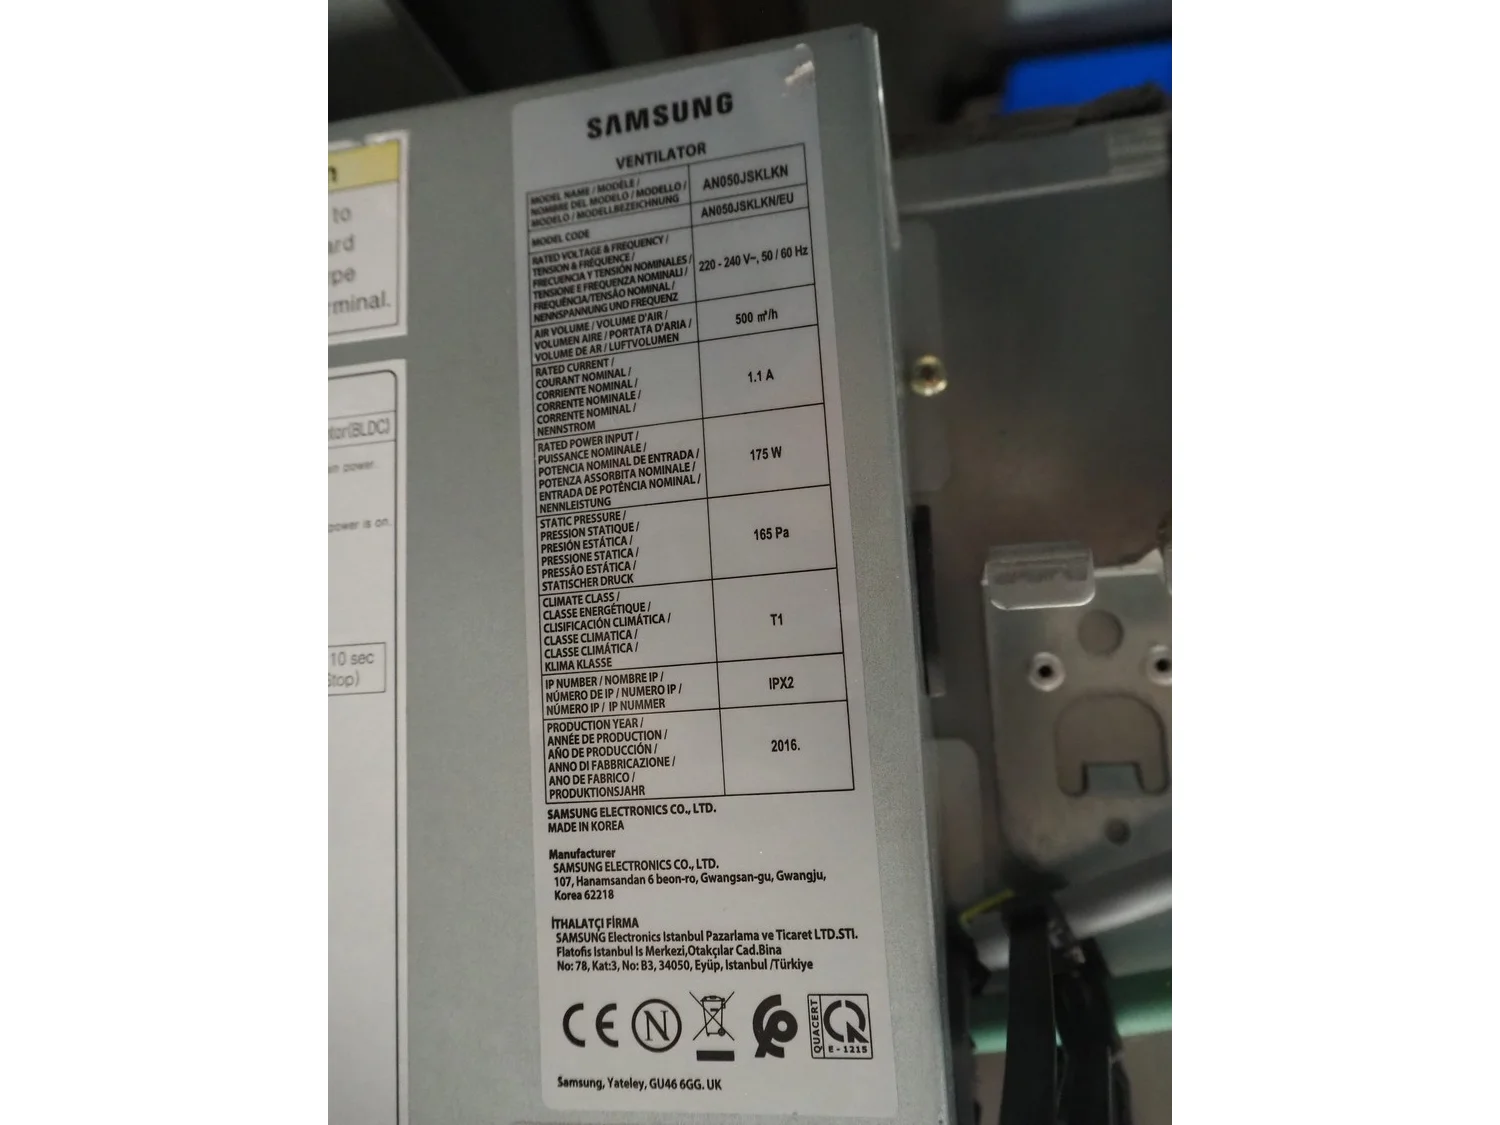 SAMSUNG
VENTILATOR
MODEL NAME / MODÈLE /
NOMBRE DEL MODELO / MODELLO /
MODELO / MODELLBEZEICHNUNG
AN050JSKLKN
MODEL CODE
AN050JSKLKN/EU
RATED VOLTAGE & FREQUENCY /
TENSION & FRÉQUENCE /
FRECUENCIA Y TENSIÓN NOMINALES /
TENSIONE E FREQUENZA NOMINALI /
FREQUÊNCIA/TENSÃO NOMINAL /
NENNSPANNUNG UND FREQUENZ
220 - 240 V~, 50 / 60 Hz
AIR VOLUME / VOLUME D'AIR /
VOLUMEN AIRE / PORTATA D'ARIA /
VOLUME DE AR / LUFTVOLUMEN
500 ㎥/h
RATED CURRENT /
COURANT NOMINAL /
CORRIENTE NOMINAL /
CORRENTE NOMINALE /
CORRENTE NOMINAL /
NENNSTROM
1.1 A
RATED POWER INPUT /
PUISSANCE NOMINALE /
POTENCIA NOMINAL DE ENTRADA /
POTENZA ASSORBITA NOMINALE /
ENTRADA DE POTÊNCIA NOMINAL /
NENNLEISTUNG
175 W
STATIC PRESSURE /
PRESSION STATIQUE /
PRESIÓN ESTÁTICA /
PRESSIONE STATICA /
PRESSÃO ESTÁTICA /
STATISCHER DRUCK
165 Pa
CLIMATE CLASS /
CLASSE ENERGÉTIQUE /
CLISIFICACIÓN CLIMÁTICA /
CLASSE CLIMATICA /
CLASSE CLIMÁTICA /
KLIMA KLASSE
T1
IP NUMBER / NOMBRE IP /
NÚMERO DE IP / NUMERO IP /
NÚMERO IP / IP NUMMER
IPX2
PRODUCTION YEAR /
ANNÉE DE PRODUCTION /
AÑO DE PRODUCCIÓN /
ANNO DI FABBRICAZIONE /
ANO DE FABRICO /
PRODUKTIONSJAHR
2016.
SAMSUNG ELECTRONICS CO., LTD.
MADE IN KOREA
Manufacturer
SAMSUNG ELECTRONICS CO., LTD.
107, Hanamsandan 6 beon-ro, Gwangsan-gu, Gwangju,
Korea 62218
İTHALATÇI FİRMA
SAMSUNG Electronics Istanbul Pazarlama ve Ticaret LTD.STI.
Flatofis Istanbul Is Merkezi,Otakçılar Cad.Bina
No: 78, Kat:3, No: B3, 34050, Eyüp, Istanbul /Türkiye
CE N QUACERT E - 1215
Samsung, Yateley, GU46 6GG. UK
to
minal.
(BLDC)
power.
power is on.
10 sec